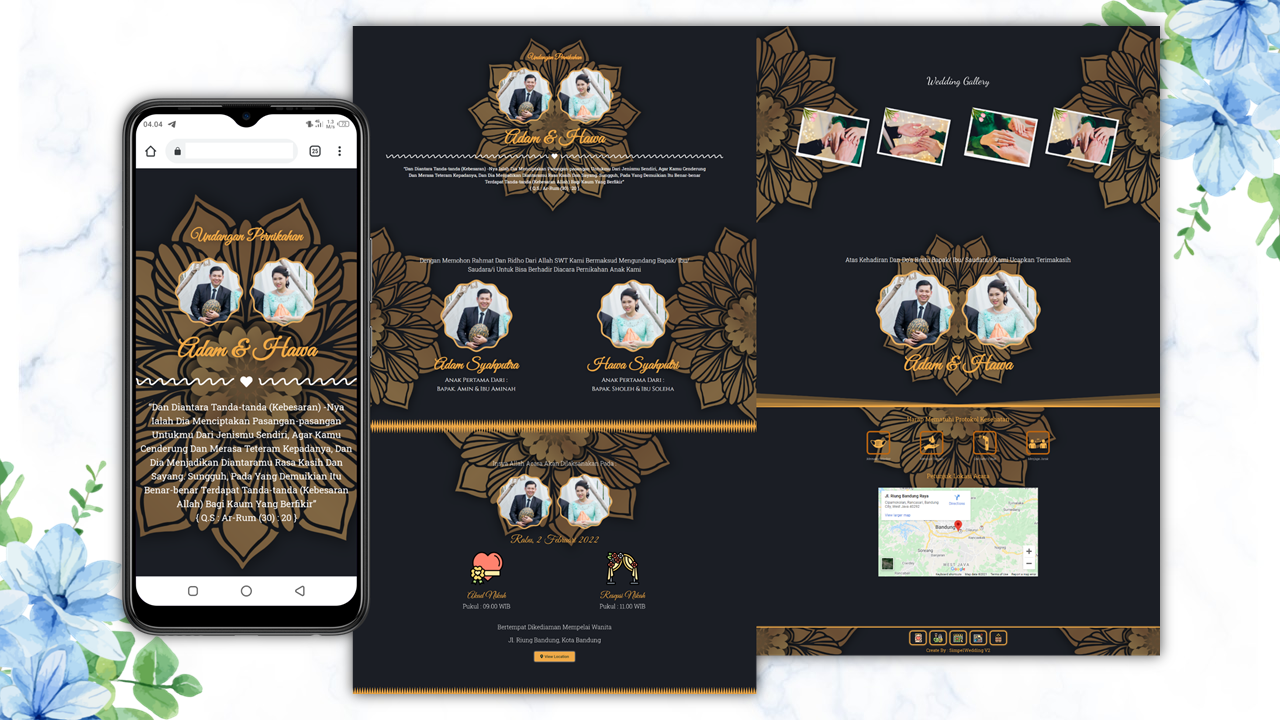 04.04
4G
1.3
M/s
25
Undangan Pernikahan
Adam & Hawa
"Dan Diantara Tanda-tanda (Kebesaran) -Nya
Ialah Dia Menciptakan Pasangan-pasangan
Untukmu Dari Jenismu Sendiri, Agar Kamu
Cenderung Dan Merasa Teteram Kepadanya, Dan
Dia Menjadikan Diantaramu Rasa Kasih Dan
Sayang. Sungguh, Pada Yang Demuikian Itu
Benar-benar Terdapat Tanda-tanda (Kebesaran
Allah) Bagi Kaum Yang Berfikir"
{ Q.S : Ar-Rum (30) : 20 }
Undangan Pernikahan
Adam & Hawa
"Dan Diantara Tanda-tanda (Kebesaran) -Nya Ialah Dia Menciptakan Pasangan-pasangan Untukmu Dari Jenismu Sendiri, Agar Kamu Cenderung
Dan Merasa Teteram Kepadanya, Dan Dia Menjadikan Diantaramu Rasa Kasih Dan Sayang. Sungguh, Pada Yang Demuikian Itu Benar-benar
Terdapat Tanda-tanda (Kebesaran Allah) Bagi Kaum Yang Berfikir"
{ Q.S : Ar-Rum (30) : 20 }
Dengan Memohon Rahmat Dan Ridho Dari Allah SWT Kami Bermaksud Mengundang Bapak/ Ibu/
Saudara/i Untuk Bisa Berhadir Diacara Pernikahan Anak Kami
Adam Syahputra
Anak Pertama Dari :
Bapak. Amin & Ibu Aminah
Hawa Syahputri
Anak Pertama Dari :
Bapak. Sholeh & Ibu Soleha
Insya Allah Acara Akan Dilaksanakan Pada
Rabu, 2 Februari 2022
Akad Nikah
Pukul : 09.00 WIB
Resepsi Nikah
Pukul : 11.00 WIB
Bertempat Dikediaman Mempelai Wanita
Jl. Riung Bandung, Kota Bandung
View Location
Wedding Gallery
Atas Kehadiran Dan Do'a Restu Bapak/ Ibu/ Saudara/i Kami Ucapkan Terimakasih
Adam & Hawa
Harap Mematuhi Protokol Kesehatan
Petunjuk Lokasi Acara
Jl. Riung Bandung Raya
Directions
View larger map
Bandung
WEST JAVA
Google
Create By : SimpelWedding V2